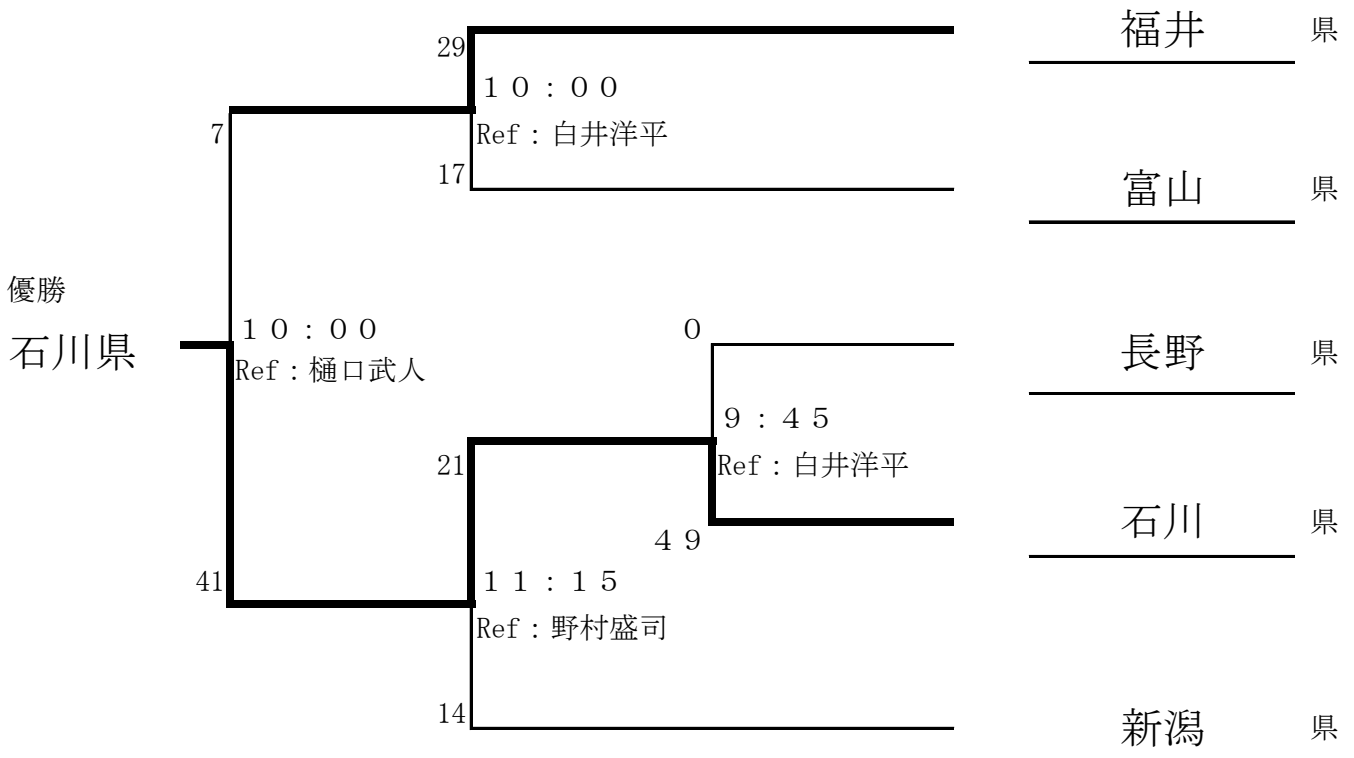 福井 県
29
１０：００
7
Ref：白井洋平
17
富山 県
優勝
石川県
１０：００
Ref：樋口武人
０
長野 県
９：４５
21
Ref：白井洋平
石川 県
４９
41
１１：１５
Ref：野村盛司
14
新潟 県